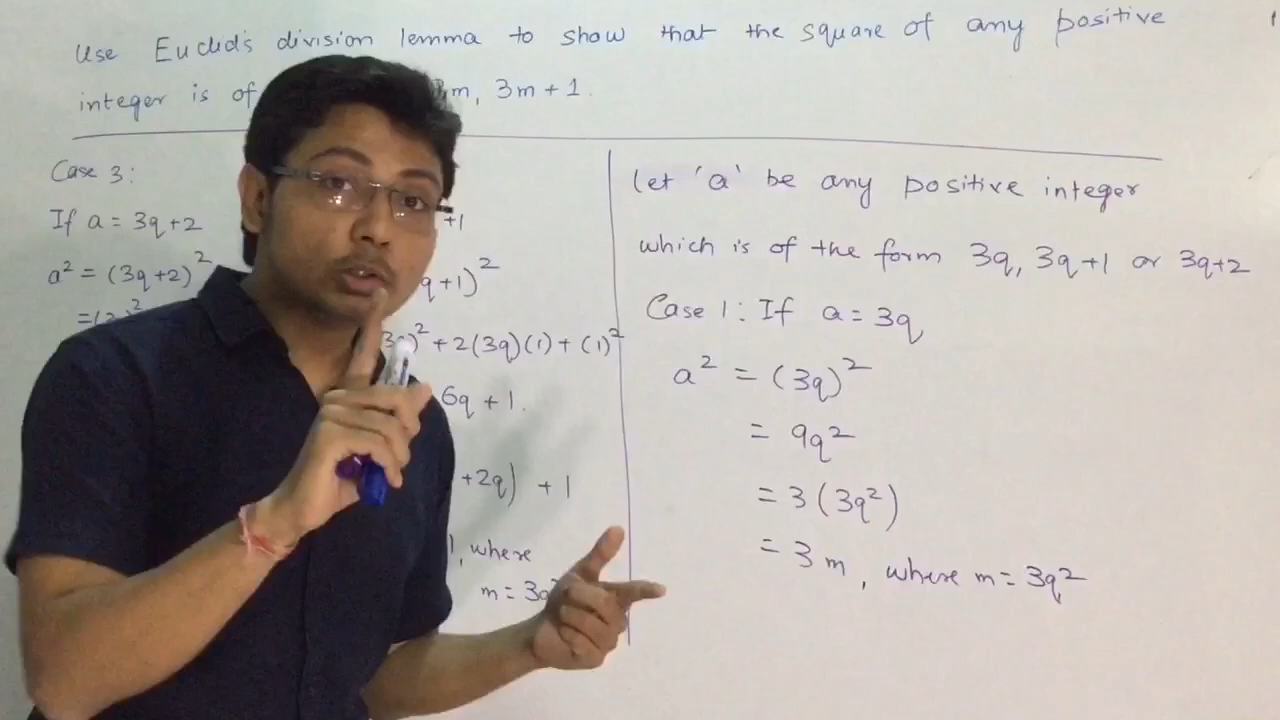 Use Euclid's division lemma to show that the square of any positive
integer is of m, 3m + 1.
Case 3:
If a = 3q+2
a² = (3q+2)²
+1
q+1)²
3q)² + 2(3q)(1) + (1)²
6q + 1.
+2q) + 1
, where
m = 3q²
Let 'a' be any positive integer
which is of the form 3q, 3q+1 or 3q+2
Case 1: If a = 3q
a² = (3q)²
= 9q²
= 3(3q²)
= 3m, where m = 3q²